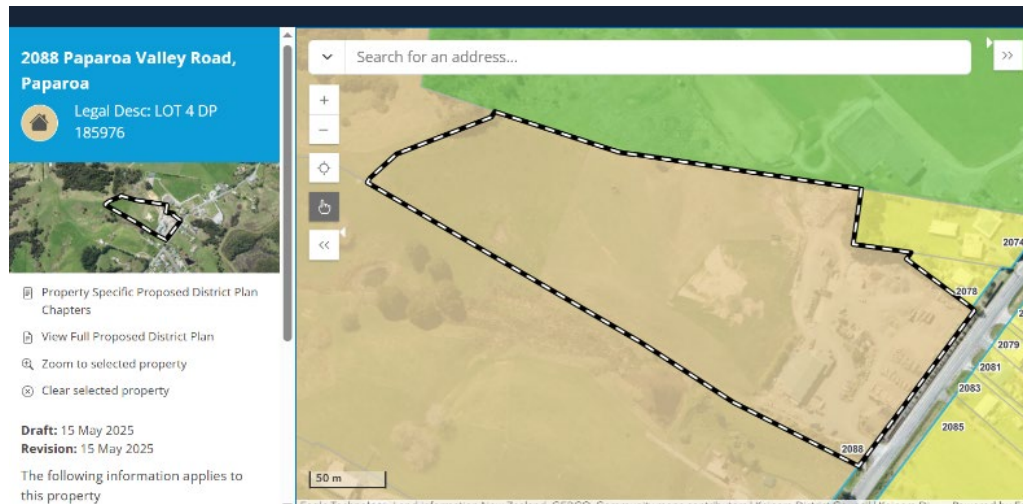 2088 Paparoa Valley Road,
Paparoa
Legal Desc: LOT 4 DP
185976
Property Specific Proposed District Plan
Chapters
View Full Proposed District Plan
Zoom to selected property
Clear selected property
Draft: 15 May 2025
Revision: 15 May 2025
The following information applies to
this property
Search for an address...
+
−
<<
>>
2074
2078
2079
2081
2083
2085
2088
50 m